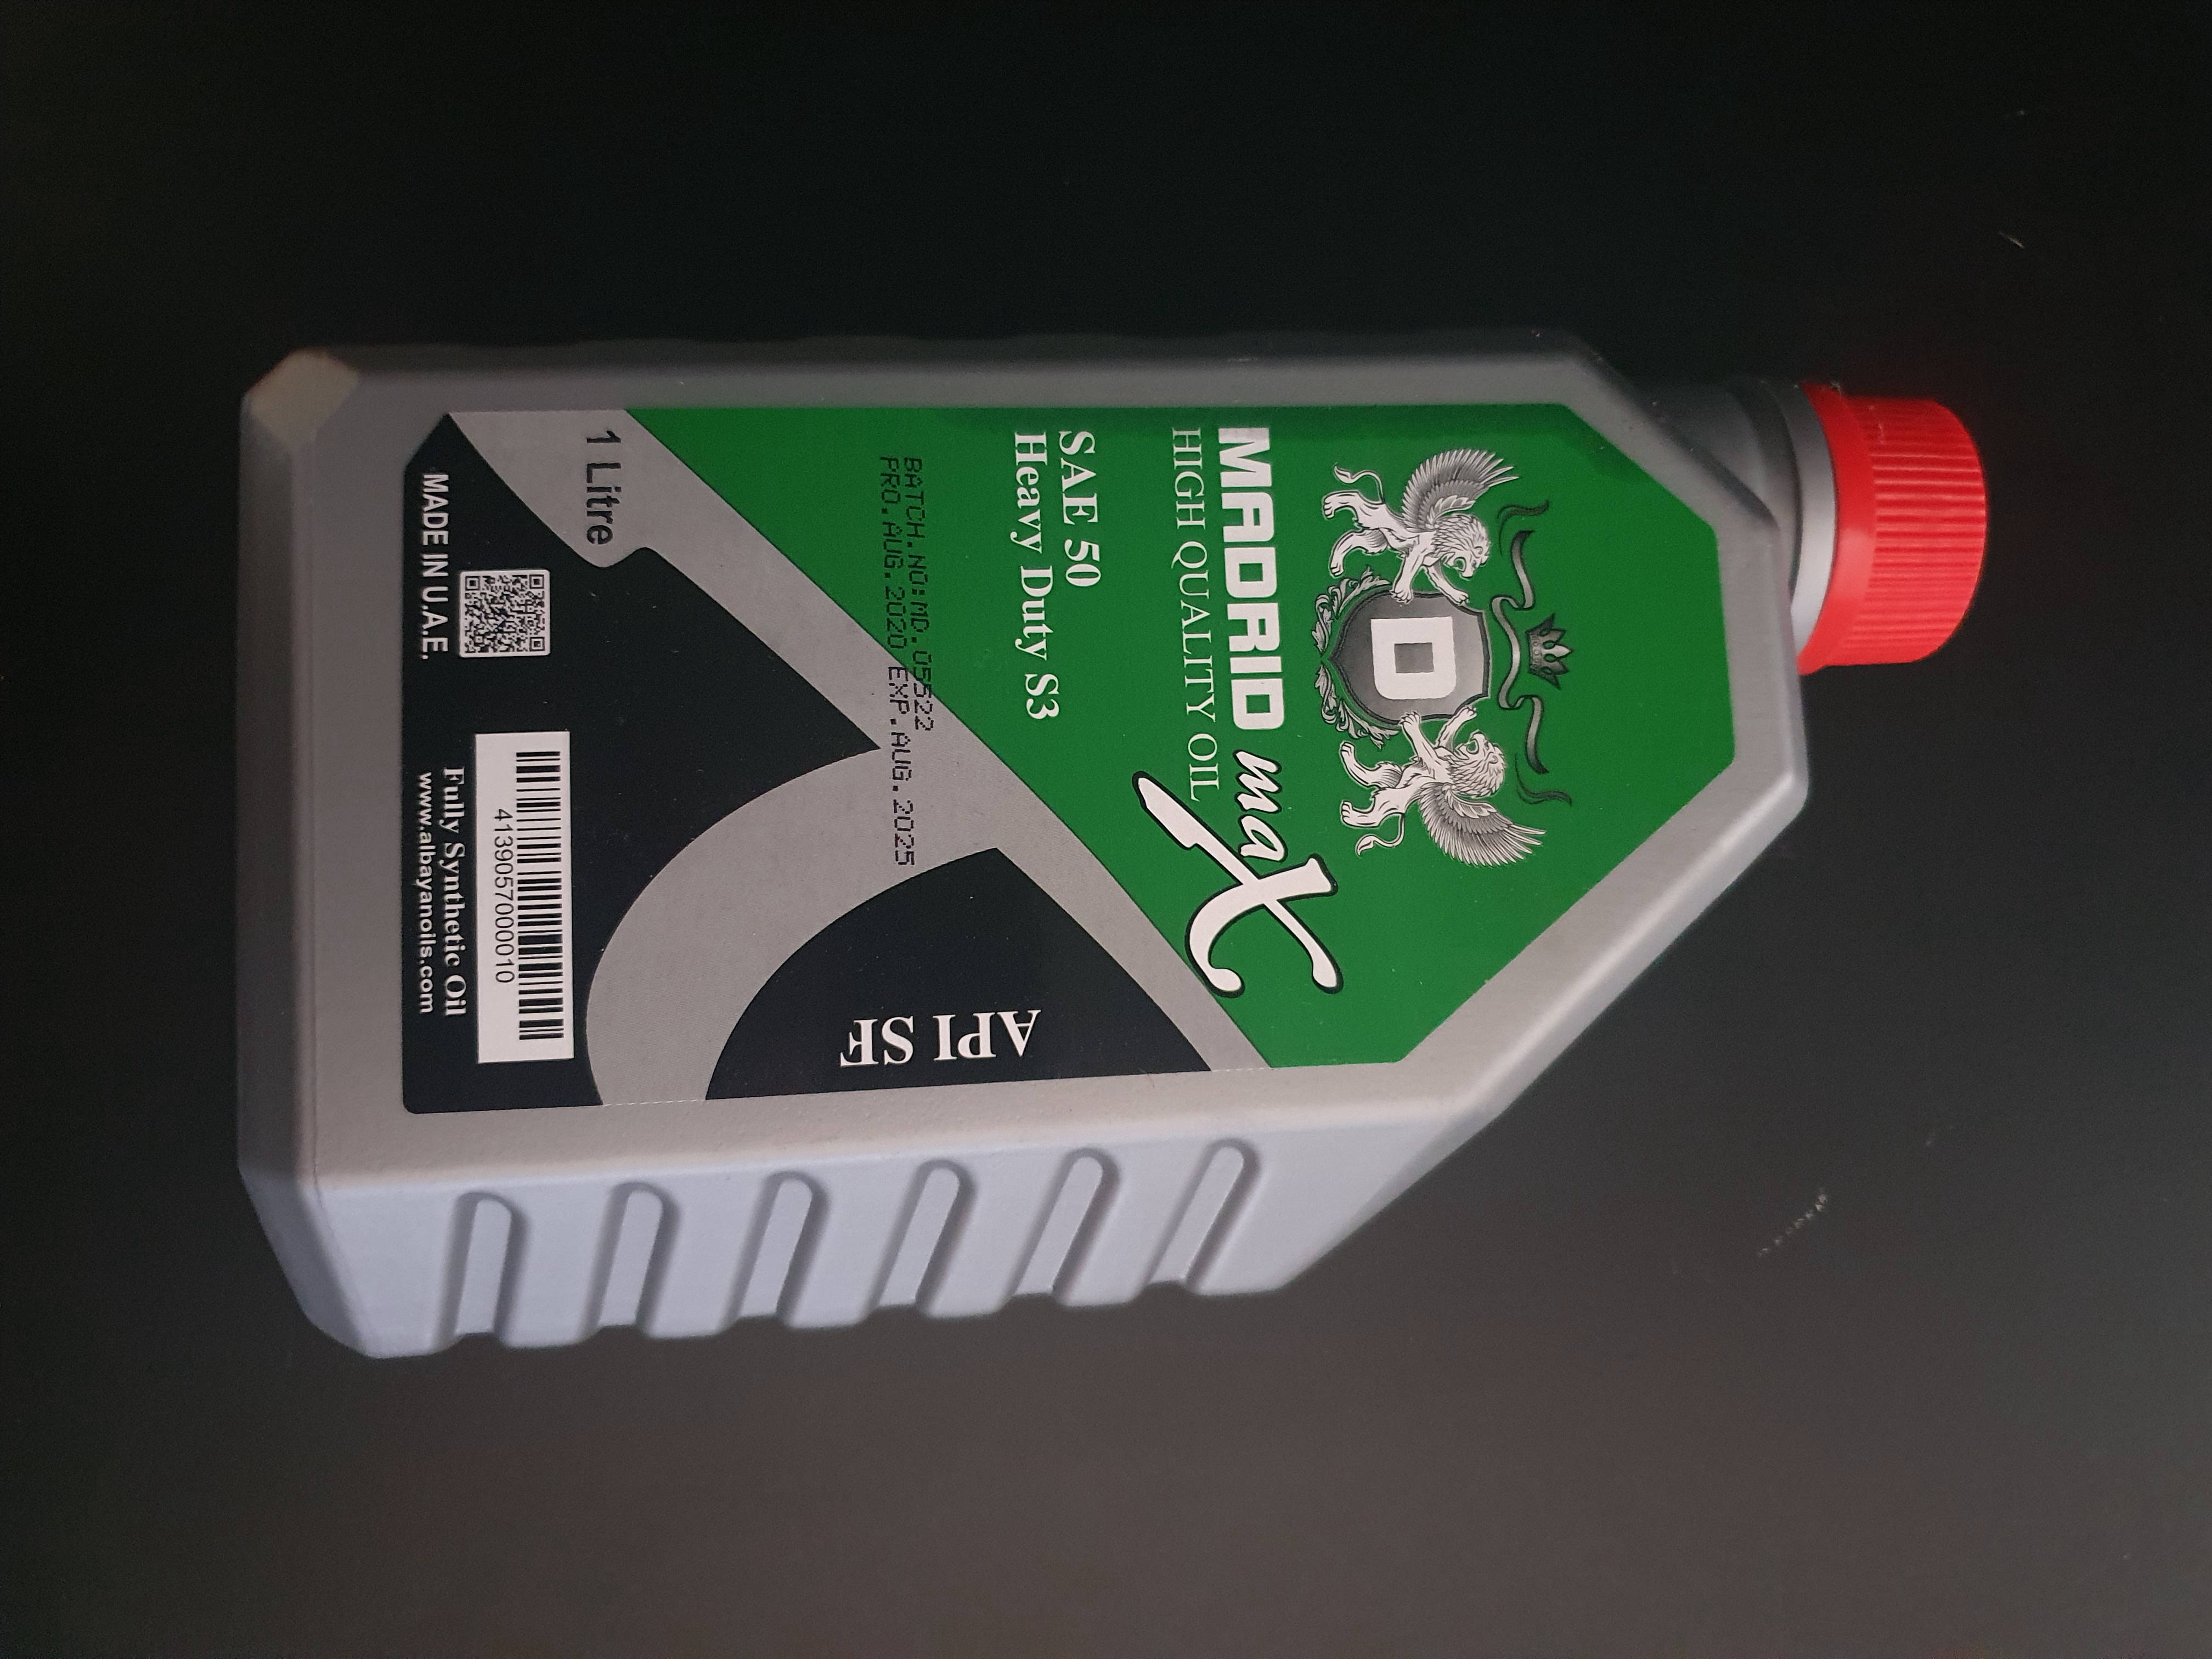 D
MADRID maX
HIGH QUALITY OIL
SAE 50
Heavy Duty S3
BATCH.NO:MD.05522
PRO.AUG.2020 EXP.AUG.2025
API SF
1 Litre
4139057000010
MADE IN U.A.E.
Fully Synthetic Oil
www.albayanoils.com